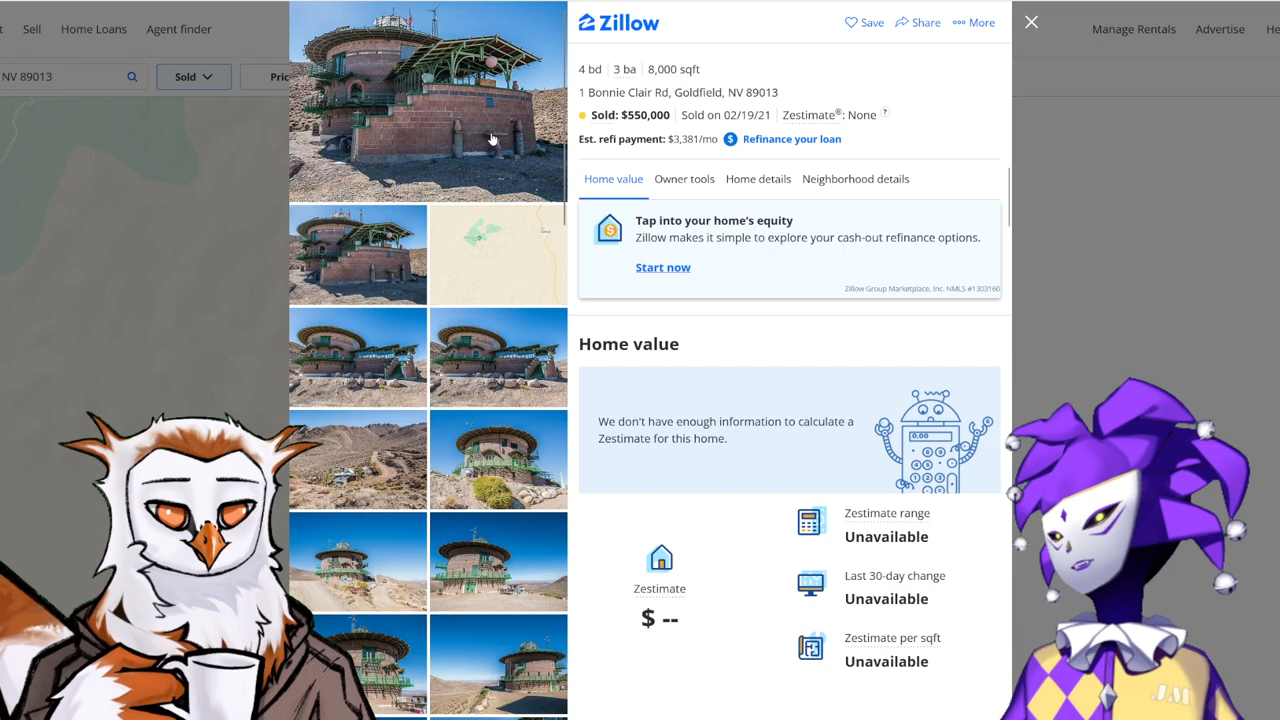 t Sell Home Loans Agent finder
Manage Rentals Advertise He
NV 89013
Sold
Pric
Zillow
Save Share More
4 bd 3 ba 8,000 sqft
1 Bonnie Clair Rd, Goldfield, NV 89013
Sold: $550,000 Sold on 02/19/21 Zestimate®: None ?
Est. refi payment: $3,381/mo $ Refinance your loan
Home value Owner tools Home details Neighborhood details
Tap into your home's equity
Zillow makes it simple to explore your cash-out refinance options.
Start now
Zillow Group Marketplace, Inc. NMLS #1303160
Home value
We don't have enough information to calculate a
Zestimate for this home.
Zestimate
$ --
Zestimate range
Unavailable
Last 30-day change
Unavailable
Zestimate per sqft
Unavailable
JM